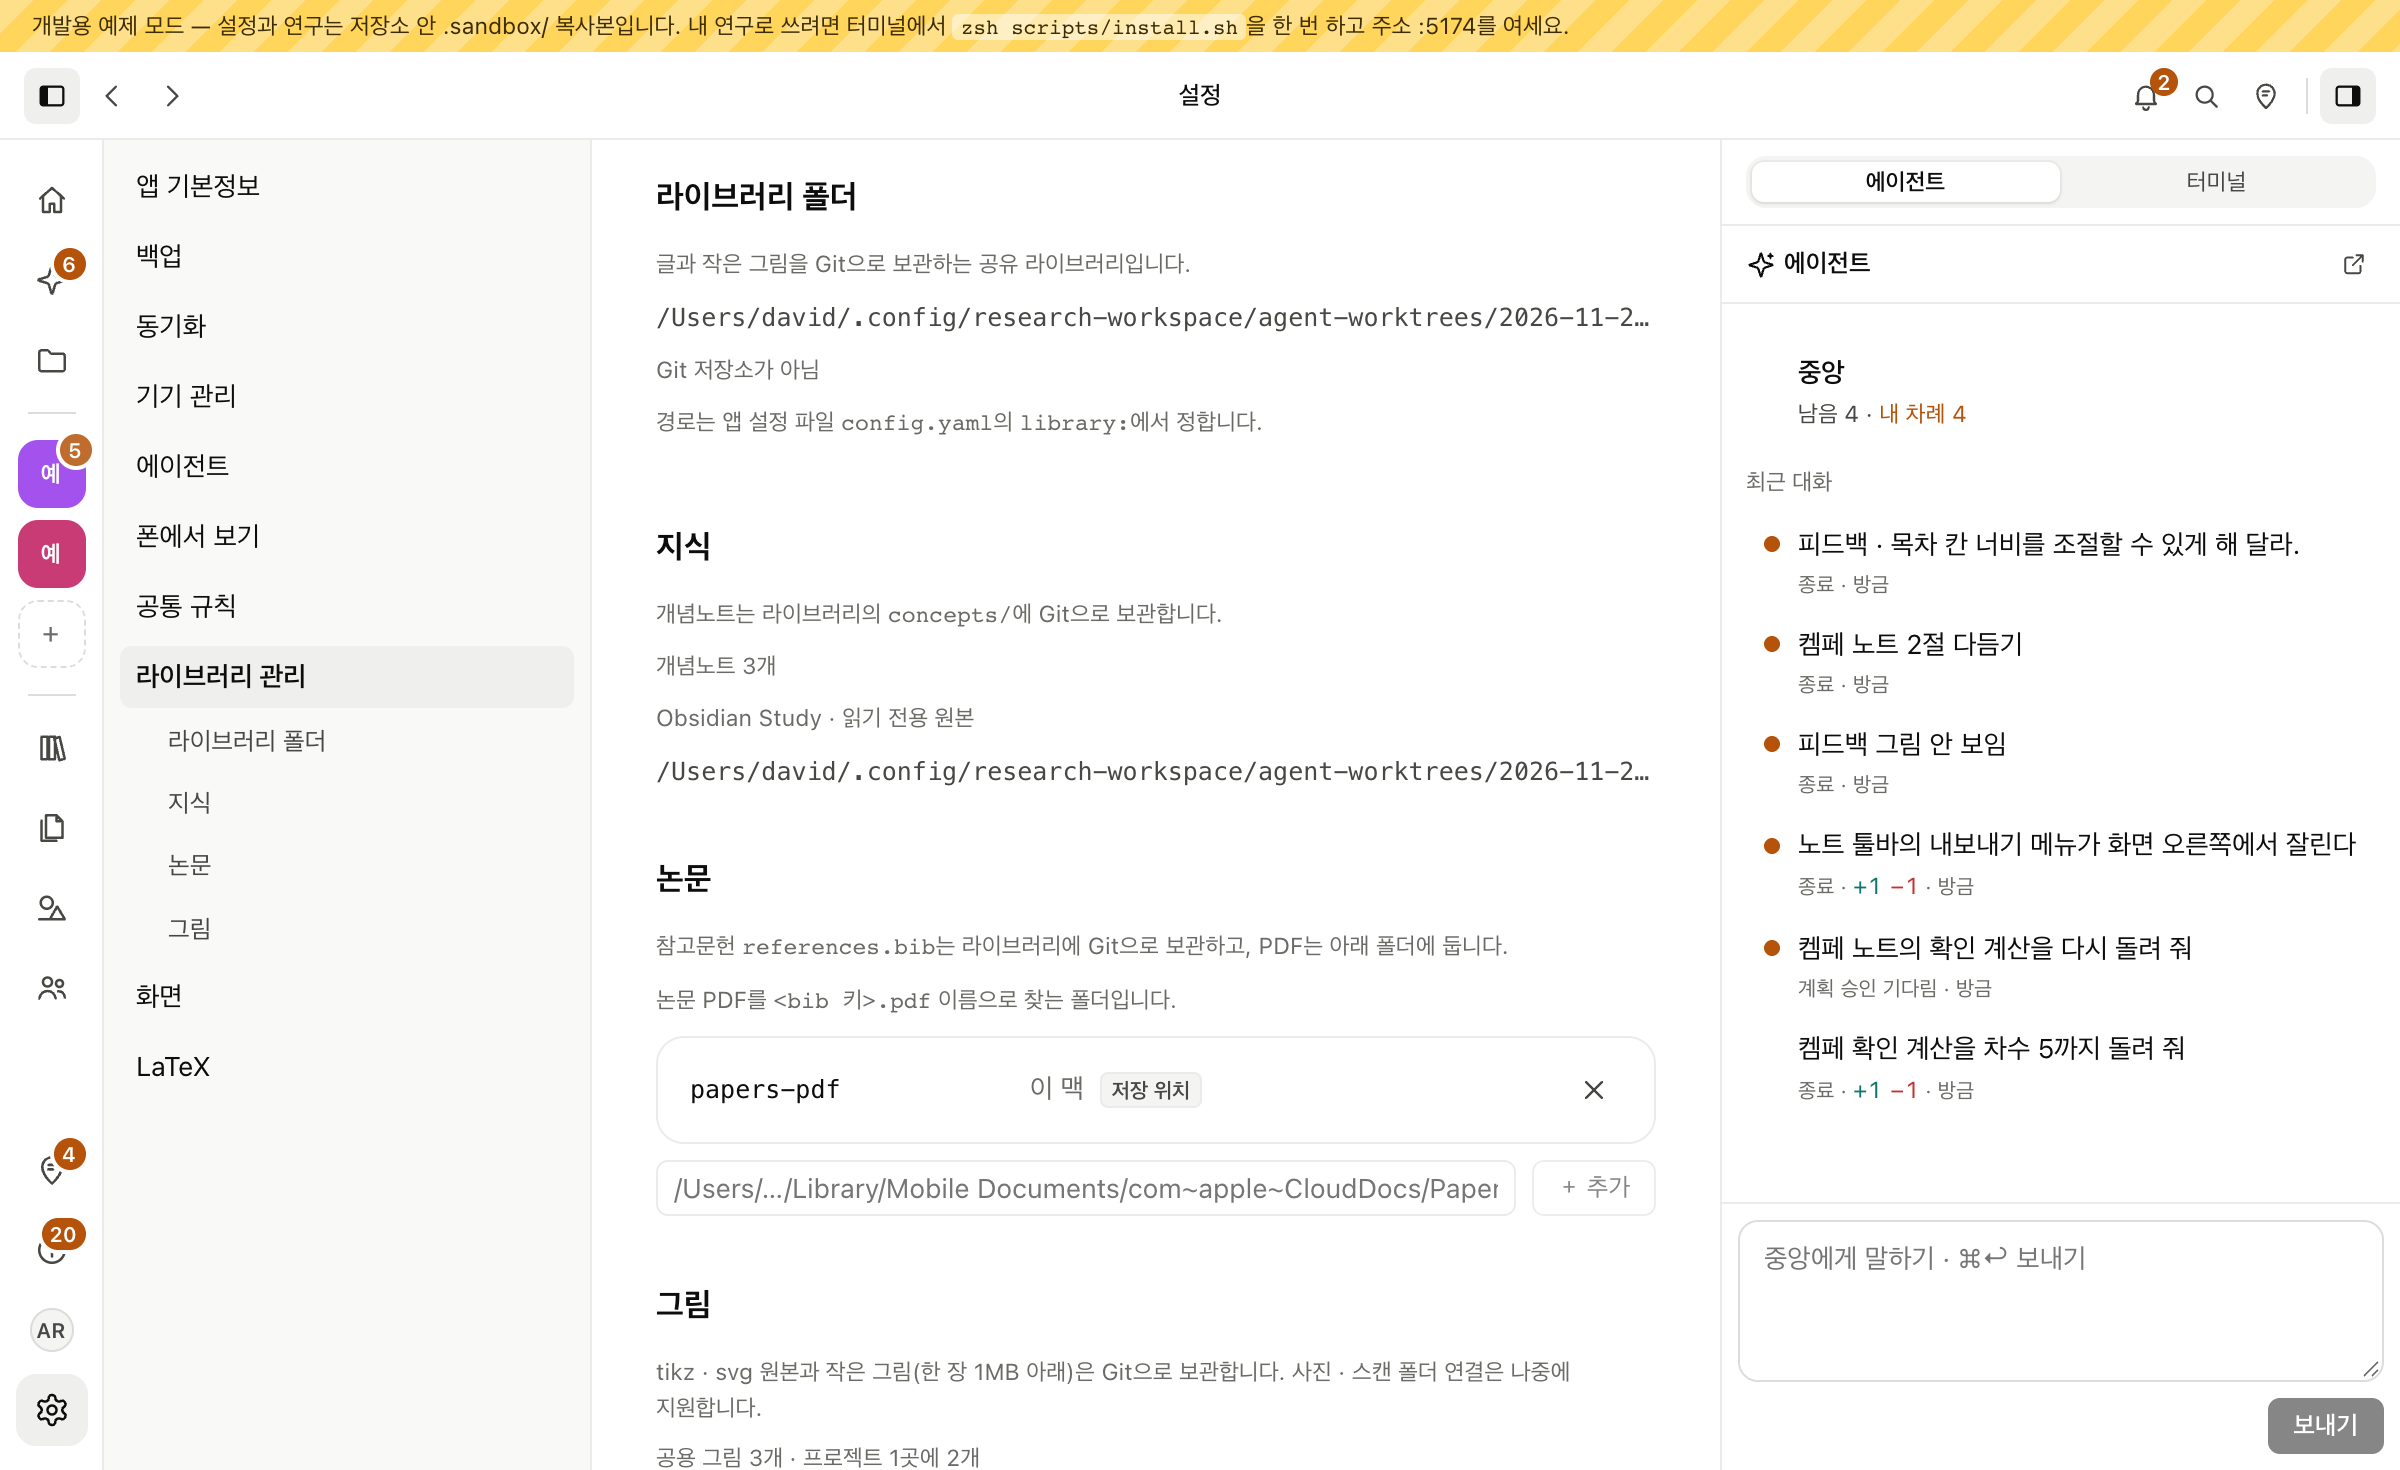 개발용 예제 모드 — 설정과 연구는 저장소 안 .sandbox/ 복사본입니다. 내 연구로 쓰려면 터미널에서 zsh scripts/install.sh을 한 번 하고 주소 :5174를 여세요.
설정
2
6
5
예
예
+
4
20
AR
앱 기본정보
백업
동기화
기기 관리
에이전트
폰에서 보기
공통 규칙
라이브러리 관리
라이브러리 폴더
지식
논문
그림
화면
LaTeX
라이브러리 폴더
글과 작은 그림을 Git으로 보관하는 공유 라이브러리입니다.
/Users/david/.config/research-workspace/agent-worktrees/2026-11-2…
Git 저장소가 아님
경로는 앱 설정 파일 config.yaml의 library:에서 정합니다.
지식
개념노트는 라이브러리의 concepts/에 Git으로 보관합니다.
개념노트 3개
Obsidian Study · 읽기 전용 원본
/Users/david/.config/research-workspace/agent-worktrees/2026-11-2…
논문
참고문헌 references.bib는 라이브러리에 Git으로 보관하고, PDF는 아래 폴더에 둡니다.
논문 PDF를 <bib 키>.pdf 이름으로 찾는 폴더입니다.
papers-pdf 이 맥 저장 위치
/Users/.../Library/Mobile Documents/com~apple~CloudDocs/Paper
+ 추가
그림
tikz · svg 원본과 작은 그림(한 장 1MB 아래)은 Git으로 보관합니다. 사진 · 스캔 폴더 연결은 나중에
지원합니다.
공용 그림 3개 · 프로젝트 1곳에 2개
에이전트 터미널
에이전트
중앙
남음 4 · 내 차례 4
최근 대화
피드백 · 목차 칸 너비를 조절할 수 있게 해 달라.
종료 · 방금
켐페 노트 2절 다듬기
종료 · 방금
피드백 그림 안 보임
종료 · 방금
노트 툴바의 내보내기 메뉴가 화면 오른쪽에서 잘린다
종료 · +1 −1 · 방금
켐페 노트의 확인 계산을 다시 돌려 줘
계획 승인 기다림 · 방금
켐페 확인 계산을 차수 5까지 돌려 줘
종료 · +1 −1 · 방금
중앙에게 말하기 · ⌘↩ 보내기
보내기